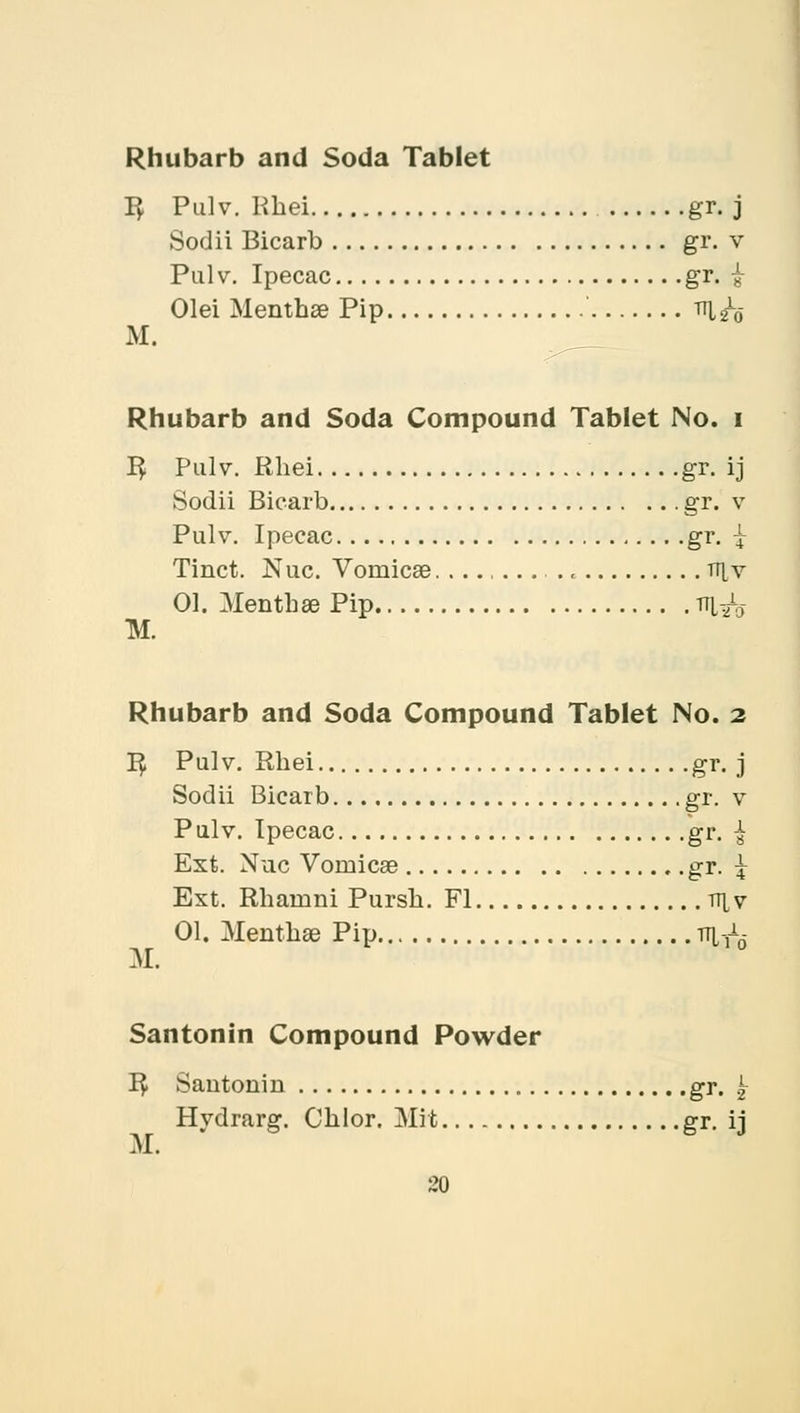 Rhubarb and Soda Tablet
℞ Pulv. Rhei........................................gr. j
Sodii Bicarb........................................gr. v
Pulv. Ipecac........................................gr. ⅛
Olei Menthæ Pip........................................♏︎ 1/20
M.
Rhubarb and Soda Compound Tablet No. 1
℞ Pulv. Rhei........................................gr. ij
Sodii Bicarb........................................gr. v
Pulv. Ipecac........................................gr. ¼
Tinct. Nuc. Vomicæ........................................♏︎ v
Ol. Menthæ Pip........................................♏︎ 1/20
M.
Rhubarb and Soda Compound Tablet No. 2
℞ Pulv. Rhei........................................gr. j
Sodii Bicarb........................................gr. v
Pulv. Ipecac........................................gr. ⅛
Ext. Nuc Vomicæ........................................gr. ¼
Ext. Rhamni Pursh. Fl........................................♏︎ v
Ol. Menthæ Pip........................................♏︎ 1/10
M.
Santonin Compound Powder
℞ Santonin........................................gr. ½
Hydrarg. Chlor. Mit........................................gr. ij
M.
20